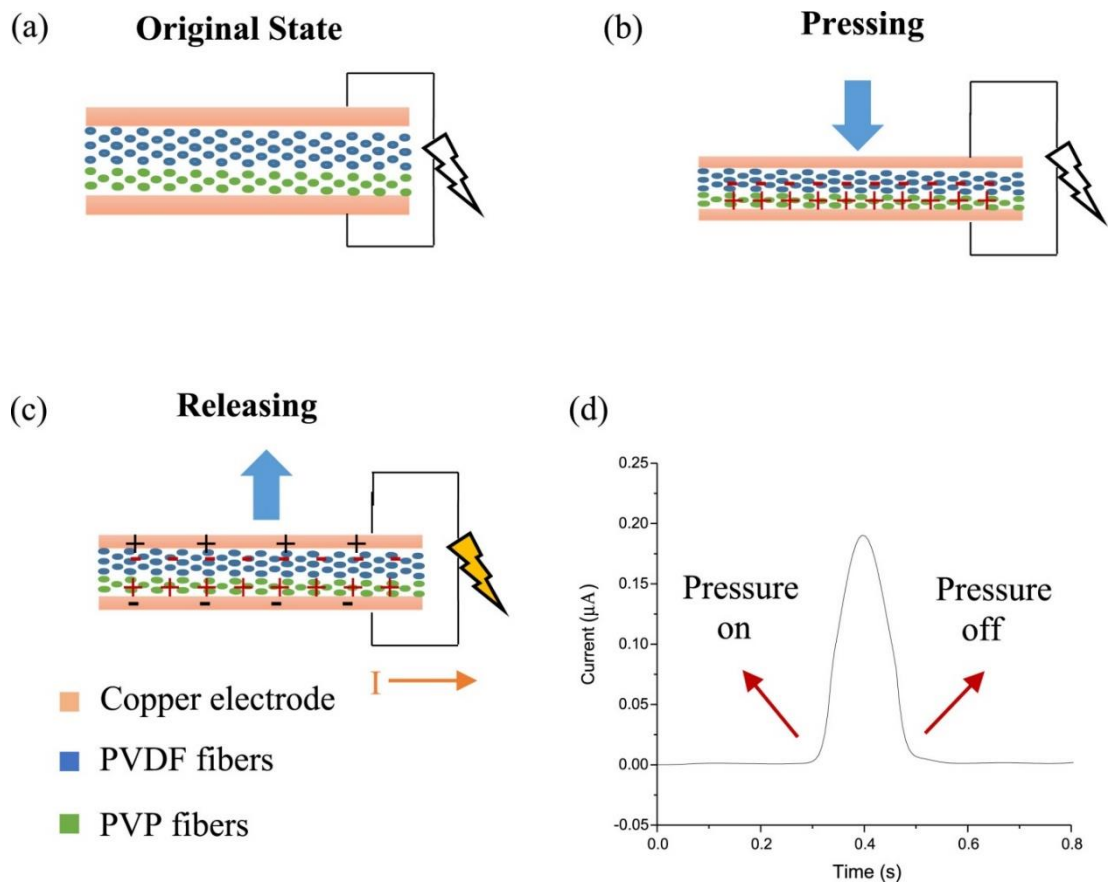 (a)
Original State
(b)
Pressing
- - - - - - - - - -
+ + + + + + + + + +
(c)
Releasing
+ + + +
- - - - - - - -
+ + + + + + + +
- - - -
I
Copper electrode
PVDF fibers
PVP fibers
(d)
0.25
0.20
0.15
0.10
0.05
0.00
-0.05
Current (µA)
Pressure
on
Pressure
off
0.0 0.2 0.4 0.6 0.8
Time (s)